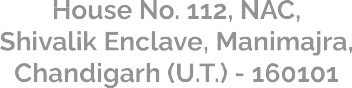 House No. 112, NAC,
Shivalik Enclave, Manimajra,
Chandigarh (U.T.) - 160101